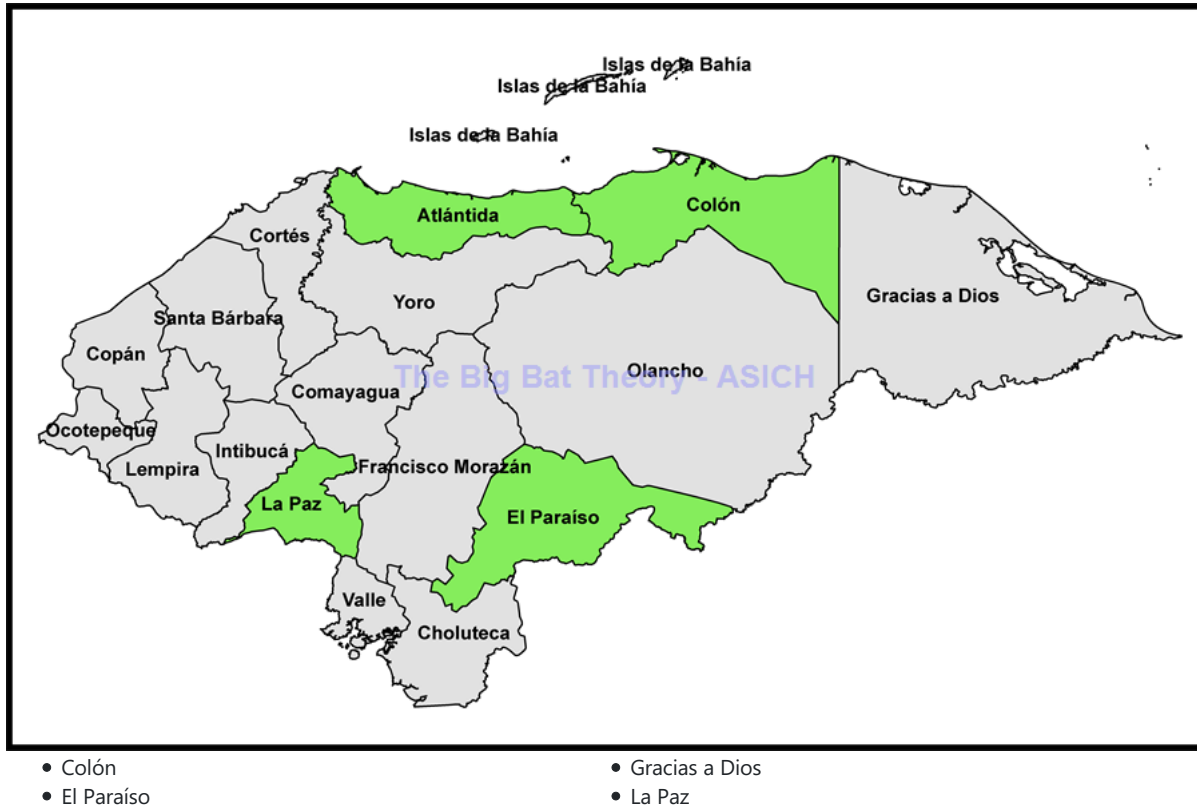 Islas de la Bahía
Islas de la Bahía
Islas de la Bahía
Atlántida
Colón
Cortés
Yoro
Gracias a Dios
Santa Bárbara
Copán
Olancho
The Big Bat Theory - ASICH
Comayagua
Ocotepeque
Intibucá
Lempira
Francisco Morazán
La Paz
El Paraíso
Valle
Choluteca
• Colón
• El Paraíso
• Gracias a Dios
• La Paz